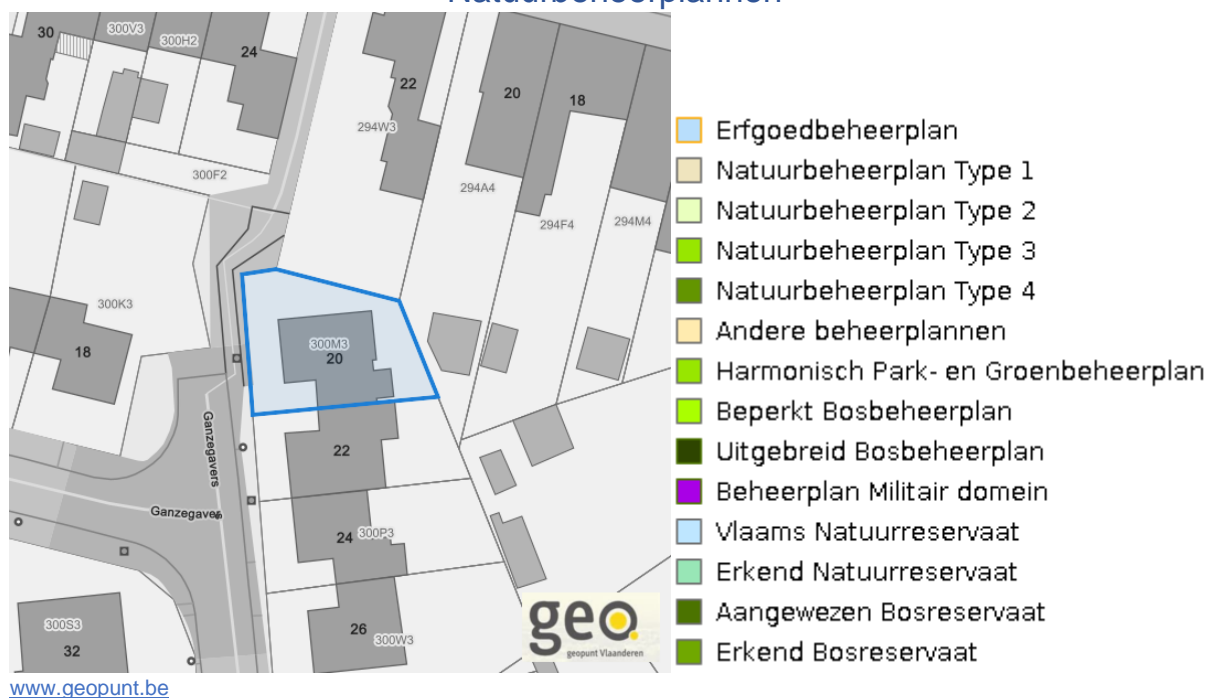 Natuurbeheerplannen
30
300V3
300H2
24
22
20
18
294W3
300F2
294A4
294F4
294M4
300K3
18
300M3
20
Ganzegavers
22
Ganzegavers
24
300P3
26
300W3
300S3
32
geo
geopunt Vlaanderen
Erfgoedbeheerplan
Natuurbeheerplan Type 1
Natuurbeheerplan Type 2
Natuurbeheerplan Type 3
Natuurbeheerplan Type 4
Andere beheerplannen
Harmonisch Park- en Groenbeheerplan
Beperkt Bosbeheerplan
Uitgebreid Bosbeheerplan
Beheerplan Militair domein
Vlaams Natuurreservaat
Erkend Natuurreservaat
Aangewezen Bosreservaat
Erkend Bosreservaat
www.geopunt.be